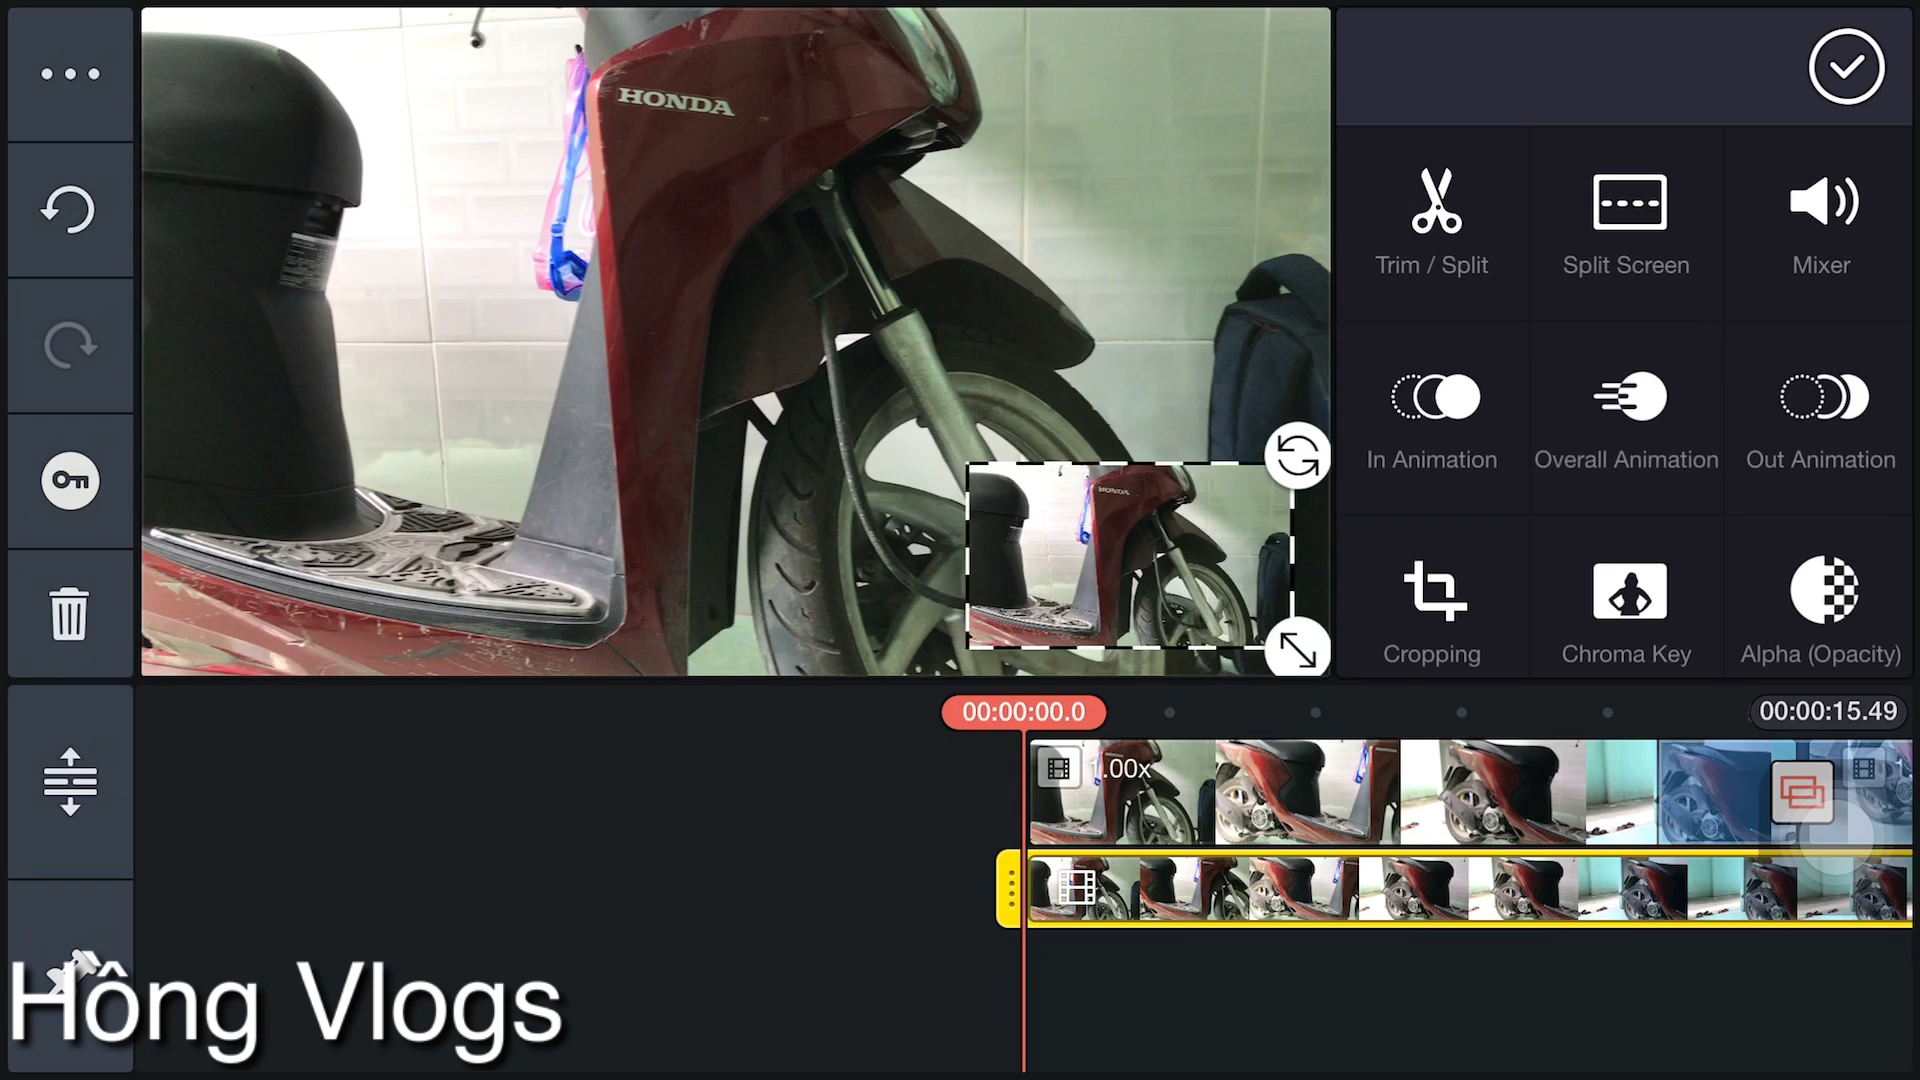 HONDA
HONDA
Trim / Split
Split Screen
Mixer
In Animation
Overall Animation
Out Animation
Cropping
Chroma Key
Alpha (Opacity)
00:00:00.0
00:00:15.49
1.00x
Hông Vlogs